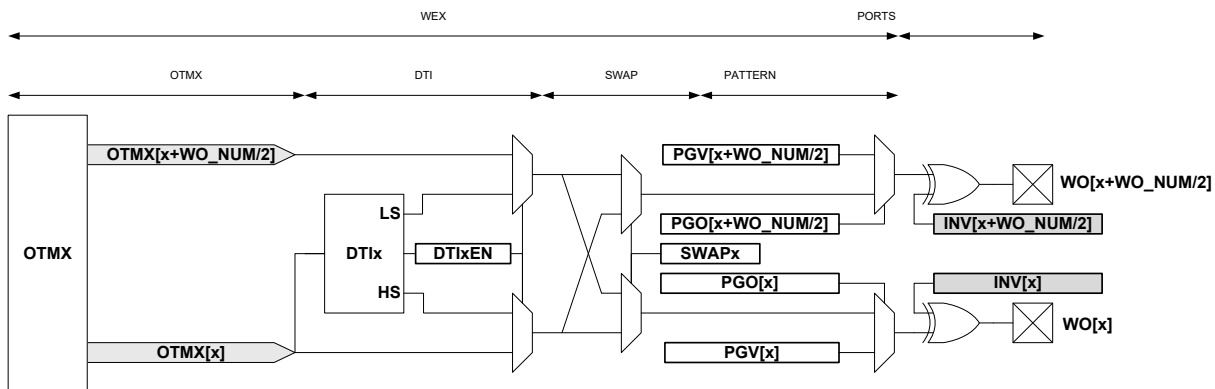 WEX PORTS
OTMX DTI SWAP PATTERN
OTMX[x+WO_NUM/2] PGV[x+WO_NUM/2]
WO[x+WO_NUM/2]
LS PGO[x+WO_NUM/2] INV[x+WO_NUM/2]
OTMX DTIx DTIxEN SWAPx
HS PGO[x] INV[x]
WO[x]
OTMX[x] PGV[x]